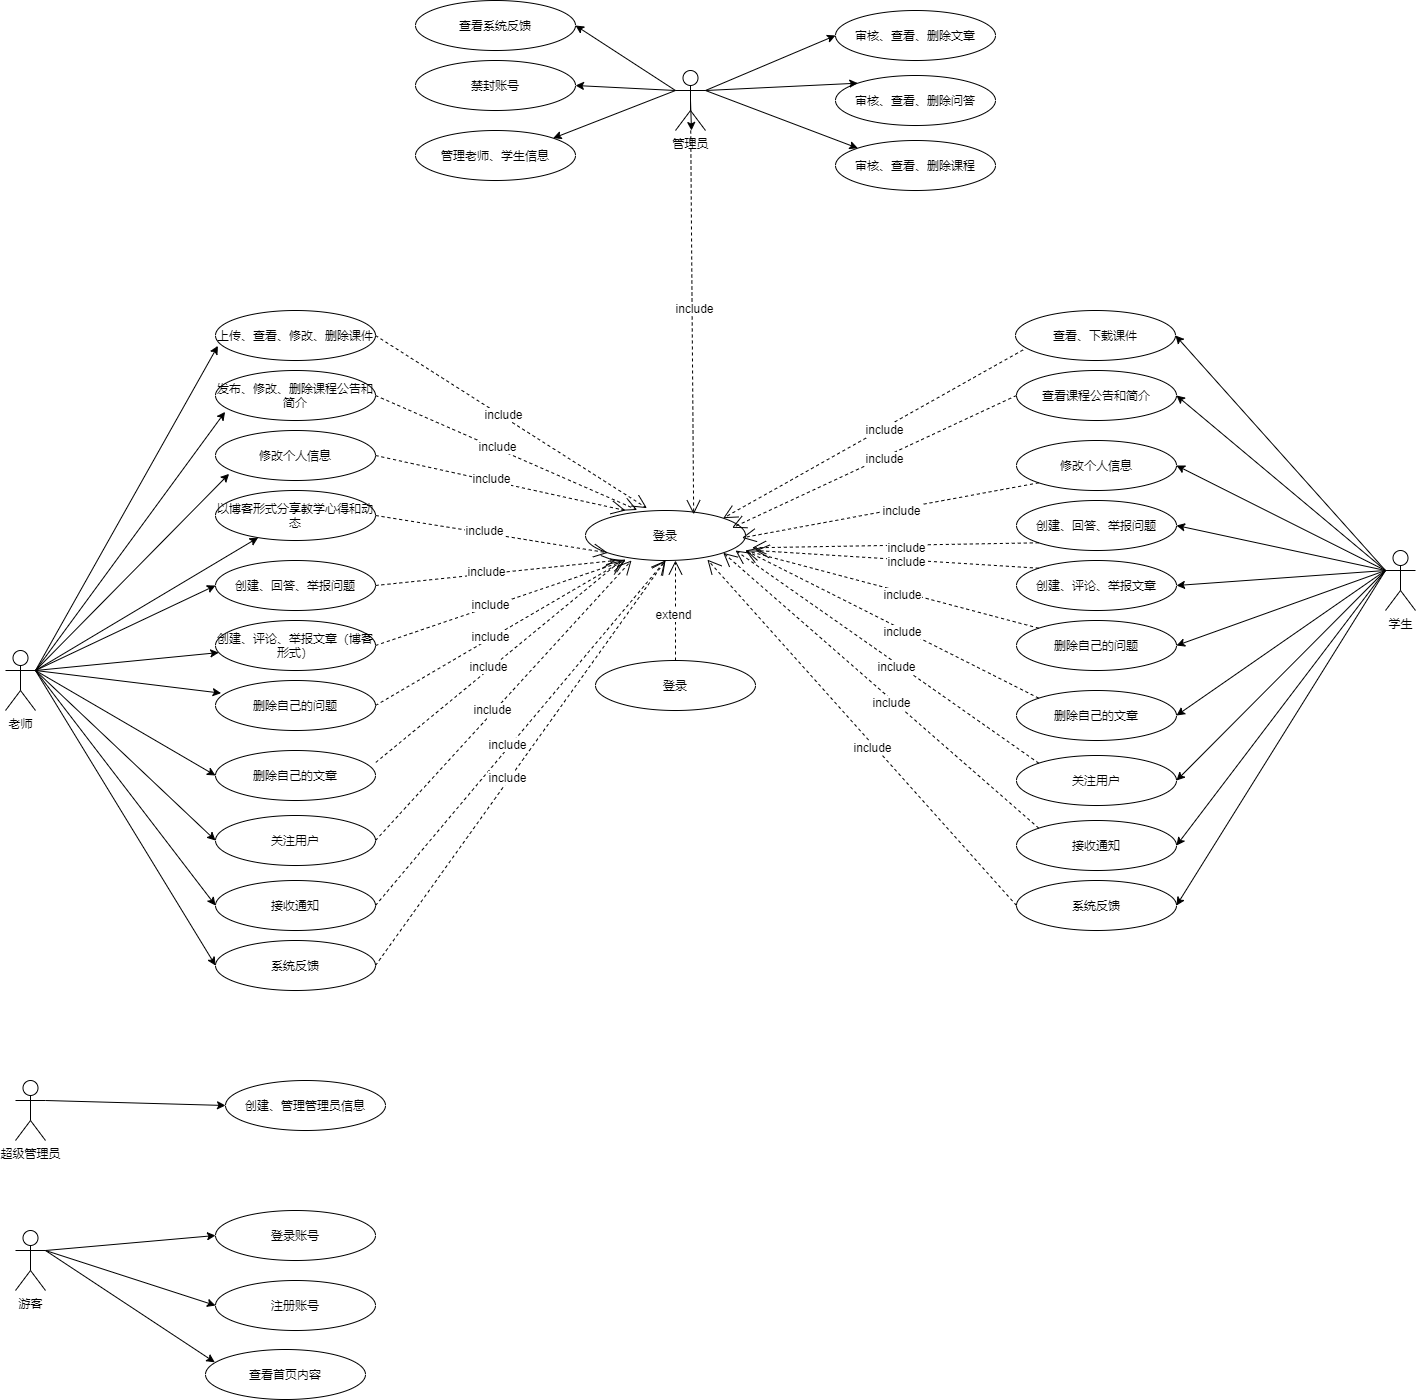 查看系统反馈
禁封账号
管理老师、学生信息
管理员
审核、查看、删除文章
审核、查看、删除问答
审核、查看、删除课程
include
上传、查看、修改、删除课件
发布、修改、删除课程公告和
简介
修改个人信息
以博客形式分享教学心得和动
态
创建、回答、举报问题
创建、评论、举报文章（博客
形式）
删除自己的问题
删除自己的文章
关注用户
接收通知
系统反馈
老师
include
include
include
include
include
include
include
include
include
include
include
登录
extend
登录
include
include
include
include
include
include
include
include
include
include
查看、下载课件
查看课程公告和简介
修改个人信息
创建、回答、举报问题
创建、评论、举报文章
删除自己的问题
删除自己的文章
关注用户
接收通知
系统反馈
学生
超级管理员
创建、管理管理员信息
游客
登录账号
注册账号
查看首页内容